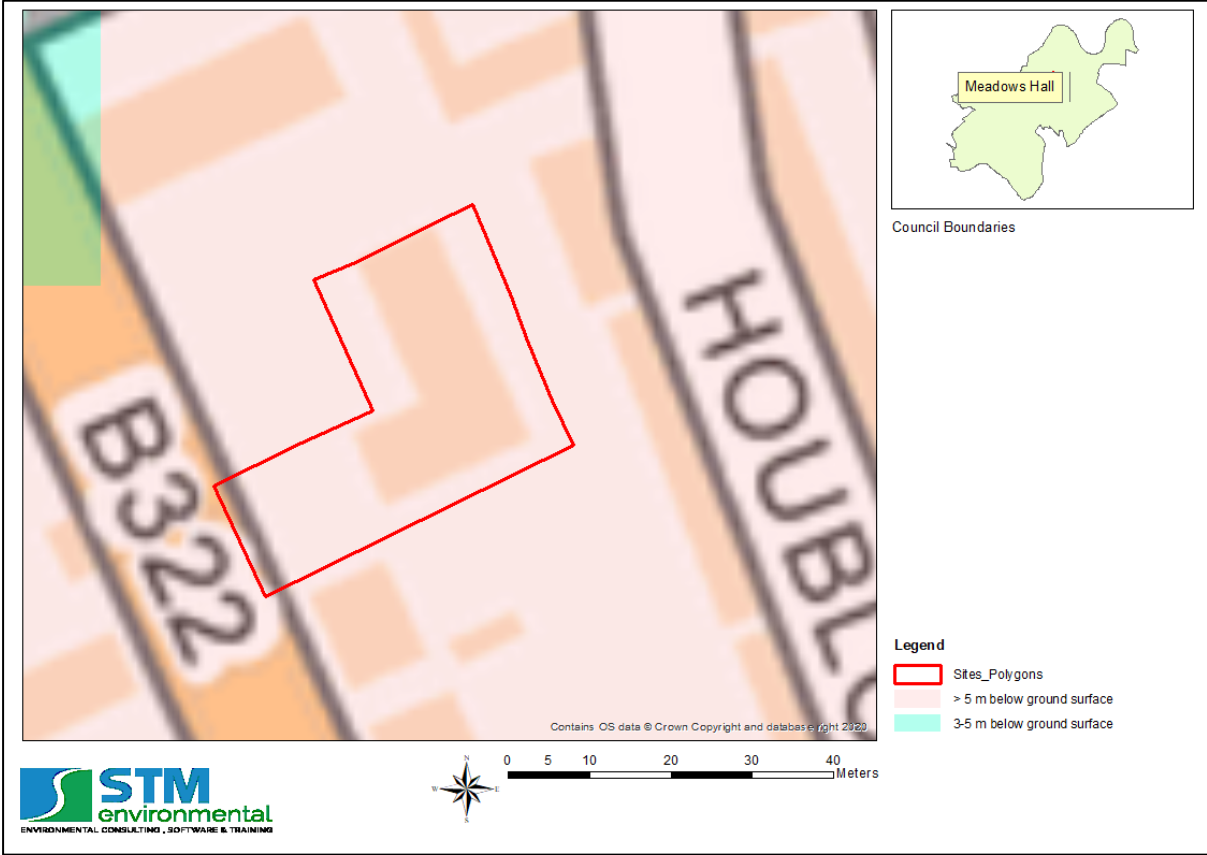 Meadows Hall
Council Boundaries
B322
HOUBLO
Legend
Sites_Polygons
> 5 m below ground surface
3-5 m below ground surface
Contains OS data © Crown Copyright and database right 2020
N
W
E
S
0 5 10 20 30 40
Meters
STM
environmental
ENVIRONMENTAL CONSULTING, SOFTWARE & TRAINING